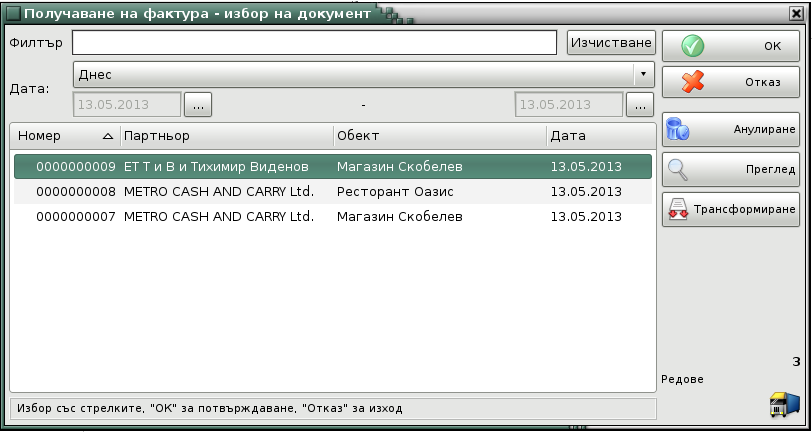 Получаване на фактура - избор на документ
Филтър
Изчистване
OK
Дата:
Днес
Отказ
13.05.2013 ... - 13.05.2013 ...
Анулиране
Номер Партньор Обект Дата
0000000009 ЕТ Т и В и Тихимир Виденов Магазин Скобелев 13.05.2013
Преглед
0000000008 METRO CASH AND CARRY Ltd. Ресторант Оазис 13.05.2013
0000000007 METRO CASH AND CARRY Ltd. Магазин Скобелев 13.05.2013
Трансформиране
3
Редове
Избор със стрелките, "ОК" за потвърждаване, "Отказ" за изход